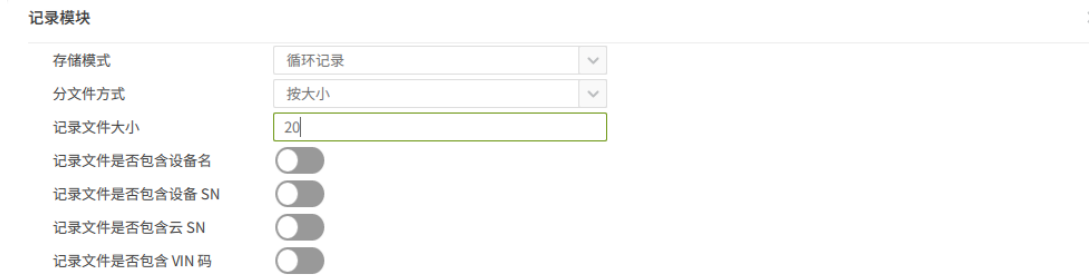 记录模块
存储模式 循环记录
分文件方式 按大小
记录文件大小 20
记录文件是否包含设备名
记录文件是否包含设备 SN
记录文件是否包含云 SN
记录文件是否包含 VIN 码